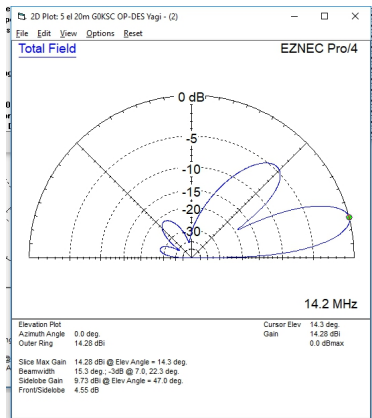 2D Plot: 5 el 20m G0KSC OP-DES Yagi - (2)
File Edit View Options Reset
Total Field
EZNEC Pro/4
0 dB
-5
-10
-15
-20
-30
14.2 MHz
Elevation Plot
Azimuth Angle 0.0 deg.
Outer Ring 14.28 dBi
Cursor Elev 14.3 deg.
Gain 14.28 dBi
0.0 dBmax
Slice Max Gain 14.28 dBi @ Elev Angle = 14.3 deg.
Beamwidth 15.3 deg.; -3dB @ 7.0, 22.3 deg.
Sidelobe Gain 9.73 dBi @ Elev Angle = 47.0 deg.
Front/Sidelobe 4.55 dB